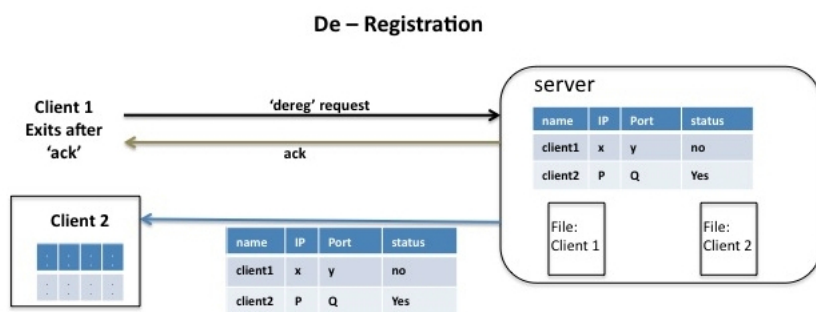 De – Registration
Client 1
Exits after
‘ack’
‘dereg’ request
ack
server
name IP Port status
client1 x y no
client2 P Q Yes
File:
Client 1
File:
Client 2
Client 2
: : : :
: : : :
name IP Port status
client1 x y no
client2 P Q Yes